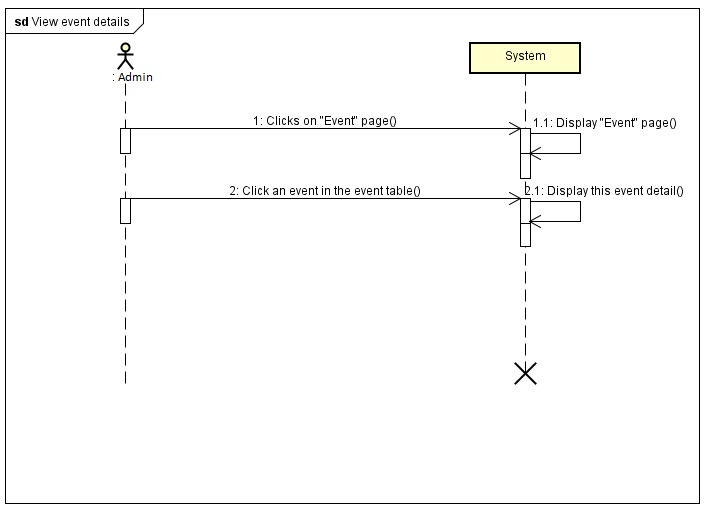 sd View event details
: Admin
System
1: Clicks on "Event" page()
1.1: Display "Event" page()
2: Click an event in the event table()
2.1: Display this event detail()